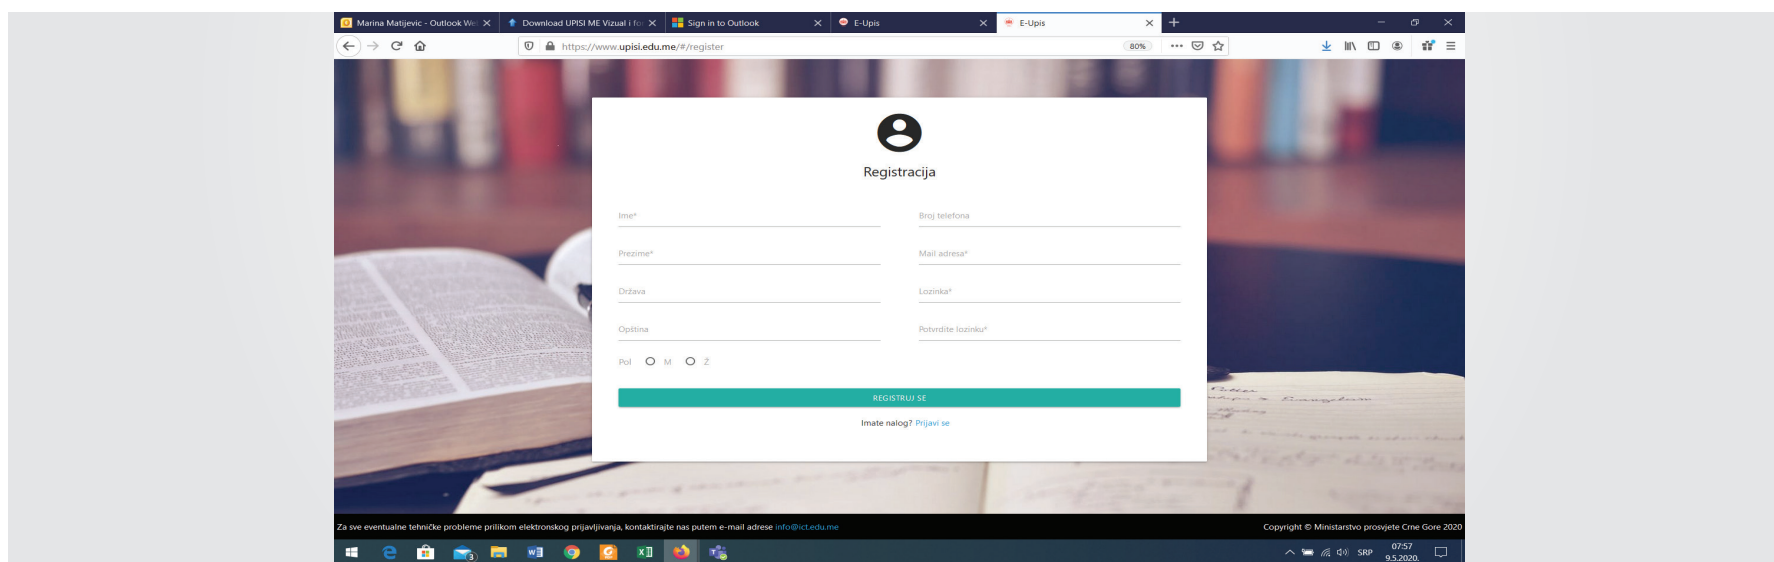 Marina Matijevic - Outlook We
Download UPISI ME Vizual i for
Sign in to Outlook
E-Upis
E-Upis
https://www.upisi.edu.me/#/register
80%
Registracija
Ime*
Broj telefona
Prezime*
Mail adresa*
Država
Lozinka*
Opština
Potvrdite lozinku*
Pol M Ž
REGISTRUJ SE
Imate nalog? Prijavi se
Za sve eventualne tehničke probleme prilikom elektronskog prijavljivanja, kontaktirajte nas putem e-mail adrese info@ict.edu.me
Copyright © Ministarstvo prosvjete Crne Gore 2020
SRP
07:57
9.5.2020.